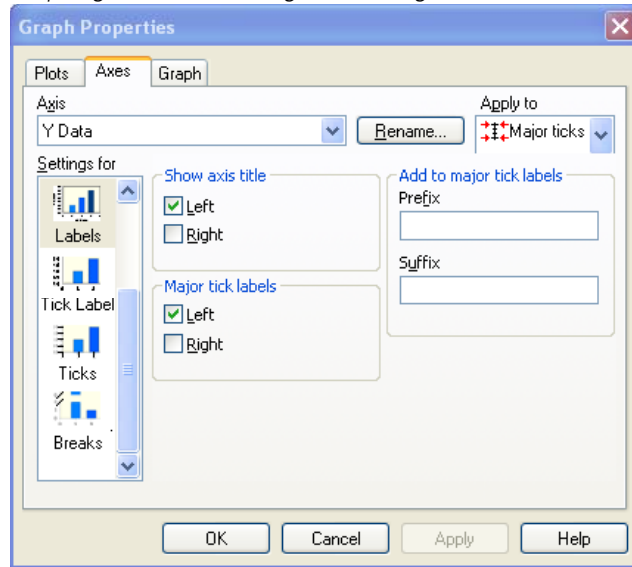 Graph Properties
Plots Axes Graph
Axis
Y Data
Rename...
Apply to
Major ticks
Settings for
Labels
Tick Label
Ticks
Breaks
Show axis title
Left
Right
Major tick labels
Left
Right
Add to major tick labels
Prefix
Suffix
OK Cancel Apply Help